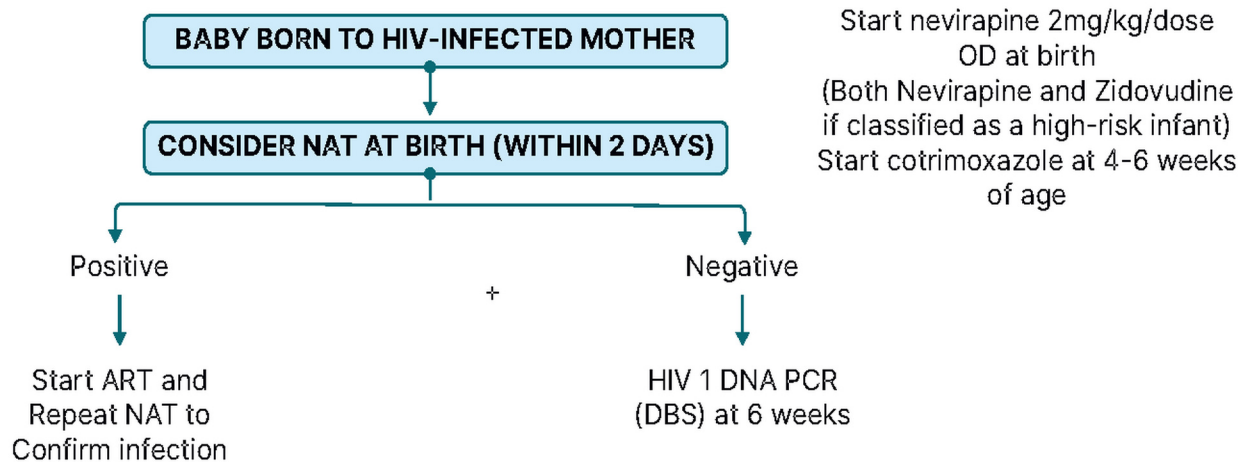 BABY BORN TO HIV-INFECTED MOTHER
CONSIDER NAT AT BIRTH (WITHIN 2 DAYS)
Positive
Negative
Start ART and
Repeat NAT to
Confirm infection
HIV 1 DNA PCR
(DBS) at 6 weeks
Start nevirapine 2mg/kg/dose
OD at birth
(Both Nevirapine and Zidovudine
if classified as a high-risk infant)
Start cotrimoxazole at 4-6 weeks
of age